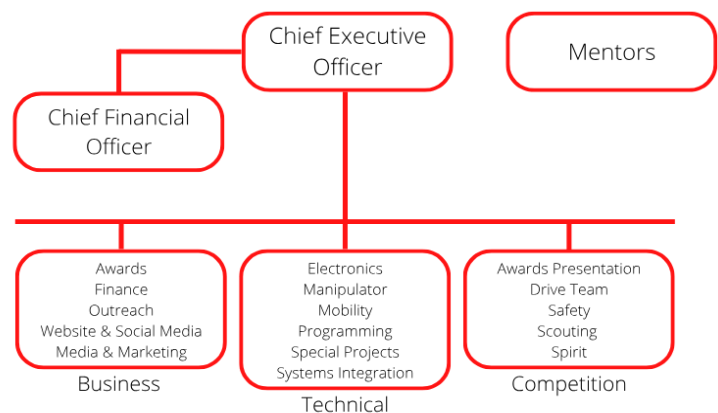 Chief Executive
Officer
Mentors
Chief Financial
Officer
Awards
Finance
Outreach
Website & Social Media
Media & Marketing
Business
Electronics
Manipulator
Mobility
Programming
Special Projects
Systems Integration
Technical
Awards Presentation
Drive Team
Safety
Scouting
Spirit
Competition